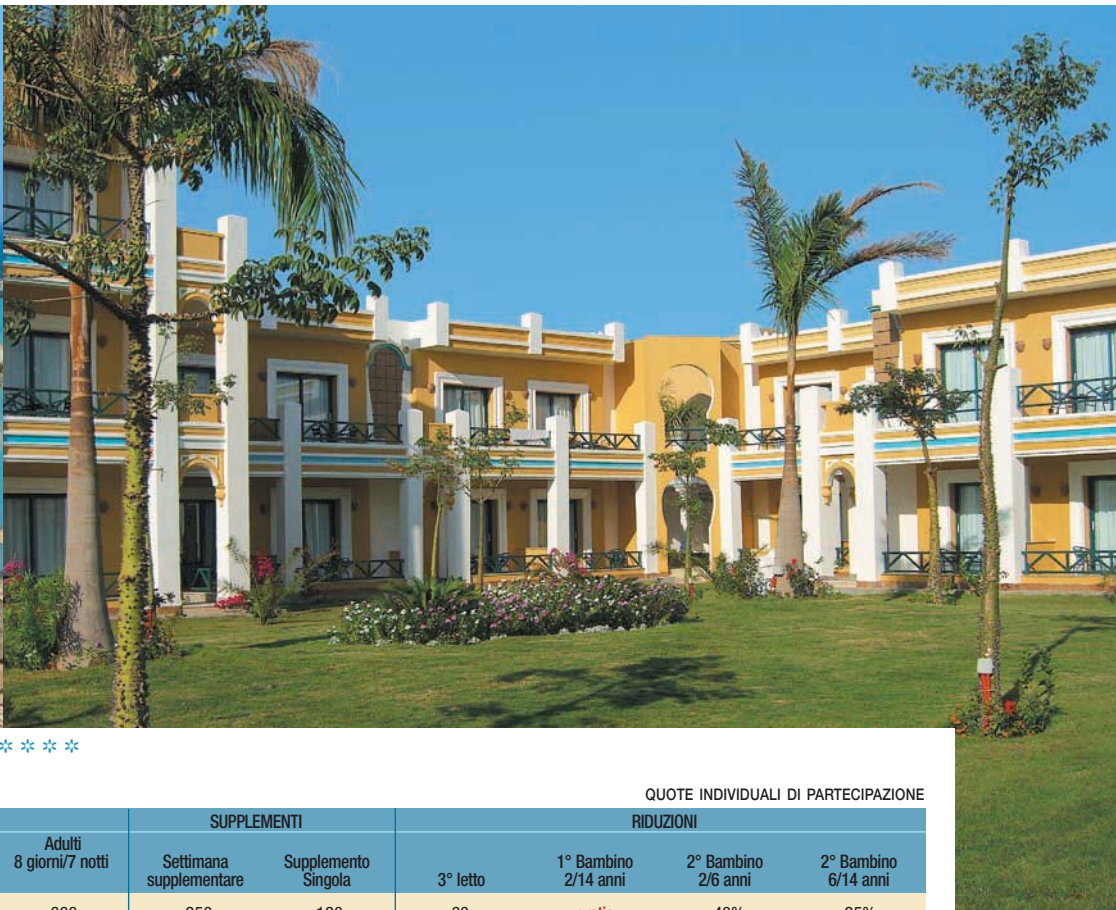 QUOTE INDIVIDUALI DI PARTECIPAZIONE
SUPPLEMENTI RIDUZIONI
Adulti
8 giorni/7 notti
Settimana
supplementare
Supplemento
Singola
3° letto
1° Bambino
2/14 anni
2° Bambino
2/6 anni
2° Bambino
6/14 anni